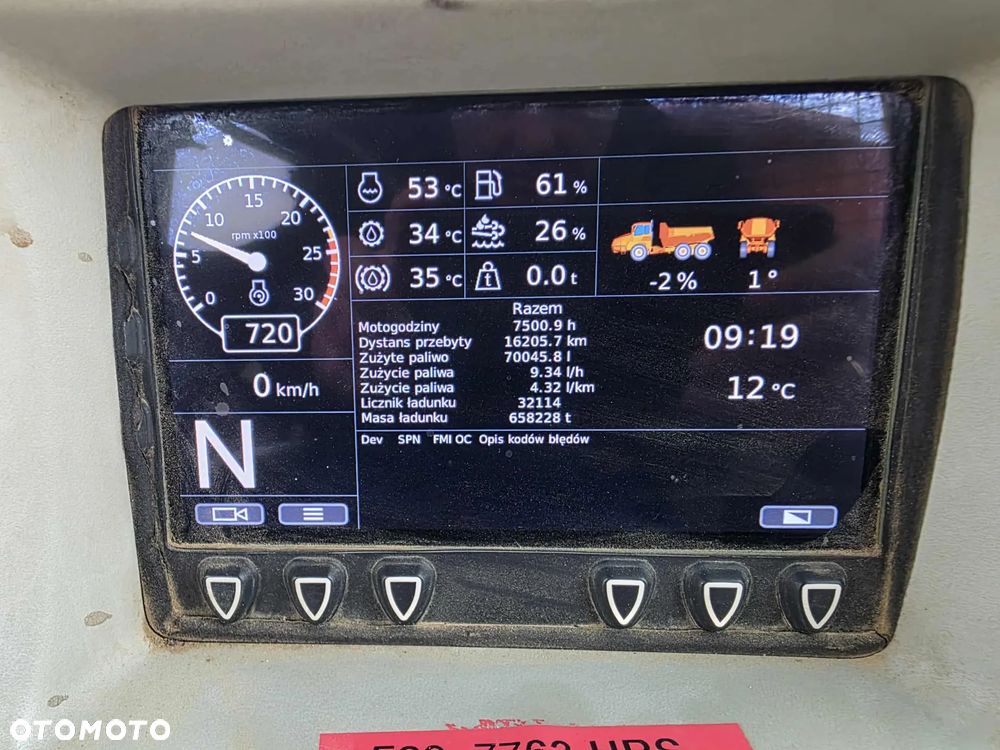 15
10
20
rpm x100
5
25
0
30
720
0 km/h
N
53 °C
61 %
34 °C
26 %
35 °C
t
0.0 t
-2%
1°
Razem
Motogodziny 7500.9 h
Dystans przebyty 16205.7 km
Zużyte paliwo 70045.8 l
Zużycie paliwa 9.34 l/h
Zużycie paliwa 4.32 l/km
Licznik ładunku 32114
Masa ładunku 658228 t
09:19
12 °C
Dev SPN FMI OC Opis kodów błędów
OTOMOTO